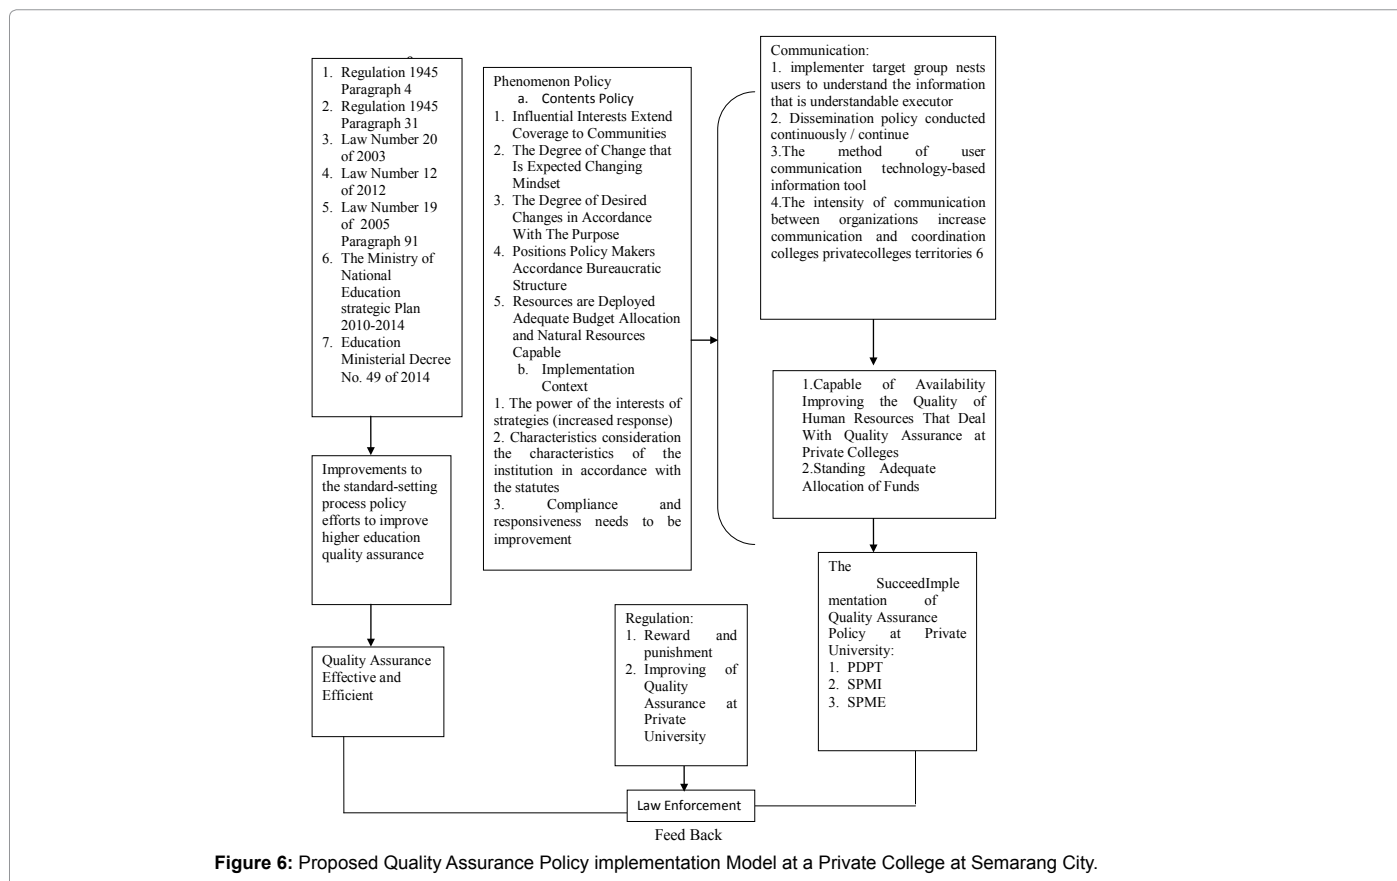 1. Regulation 1945
Paragraph 4
2. Regulation 1945
Paragraph 31
3. Law Number 20
of 2003
4. Law Number 12
of 2012
5. Law Number 19
of 2005
Paragraph 91
6. The Ministry of
National
Education
strategic Plan
2010-2014
7. Education
Ministerial Decree
No. 49 of 2014
Improvements to
the standard-setting
process policy
efforts to improve
higher education
quality assurance
Quality Assurance
Effective and
Efficient
Phenomenon Policy
a. Contents Policy
1. Influential Interests Extend
Coverage to Communities
2. The Degree of Change that
Is Expected Changing
Mindset
3. The Degree of Desired
Changes in Accordance
With The Purpose
4. Positions Policy Makers
Accordance Bureaucratic
Structure
5. Resources are Deployed
Adequate Budget Allocation
and Natural Resources
Capable
b. Implementation
Context
1. The power of the interests of
strategies (increased response)
2. Characteristics consideration
the characteristics of the
institution in accordance with
the statutes
3. Compliance and
responsiveness needs to be
improvement
Communication:
1. implementer target group nests
users to understand the information
that is understandable executor
2. Dissemination policy conducted
continuously / continue
3.The method of user
communication technology-based
information tool
4.The intensity of communication
between organizations increase
communication and coordination
colleges privatecolleges territories 6
1.Capable of Availability
Improving the Quality of
Human Resources That Deal
With Quality Assurance at
Private Colleges
2.Standing Adequate
Allocation of Funds
The
SucceedImple
mentation of
Quality Assurance
Policy at Private
University:
1. PDPT
2. SPMI
3. SPME
Regulation:
1. Reward and
punishment
2. Improving of
Quality
Assurance at
Private
University
Law Enforcement
Feed Back
Figure 6: Proposed Quality Assurance Policy implementation Model at a Private College at Semarang City.